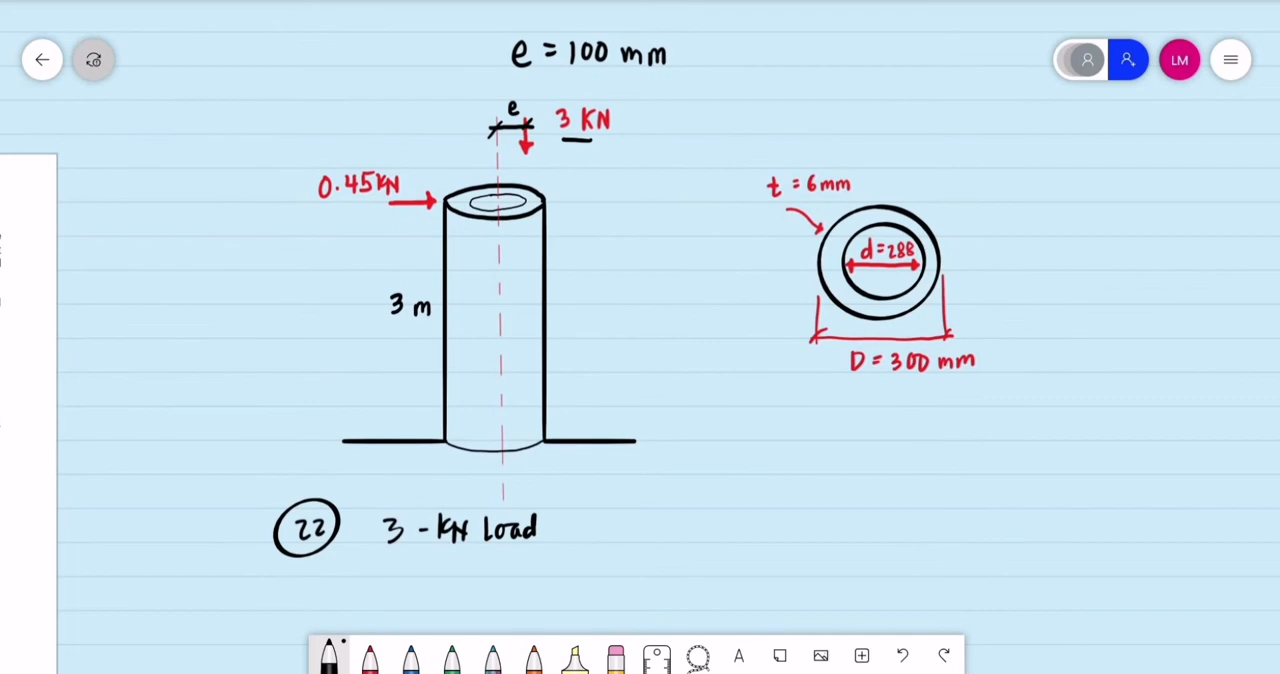 e = 100 mm
LM
e
3 KN
0.45KN
t = 6mm
d=288
3 m
D = 300 mm
22 3 - KN Load
A